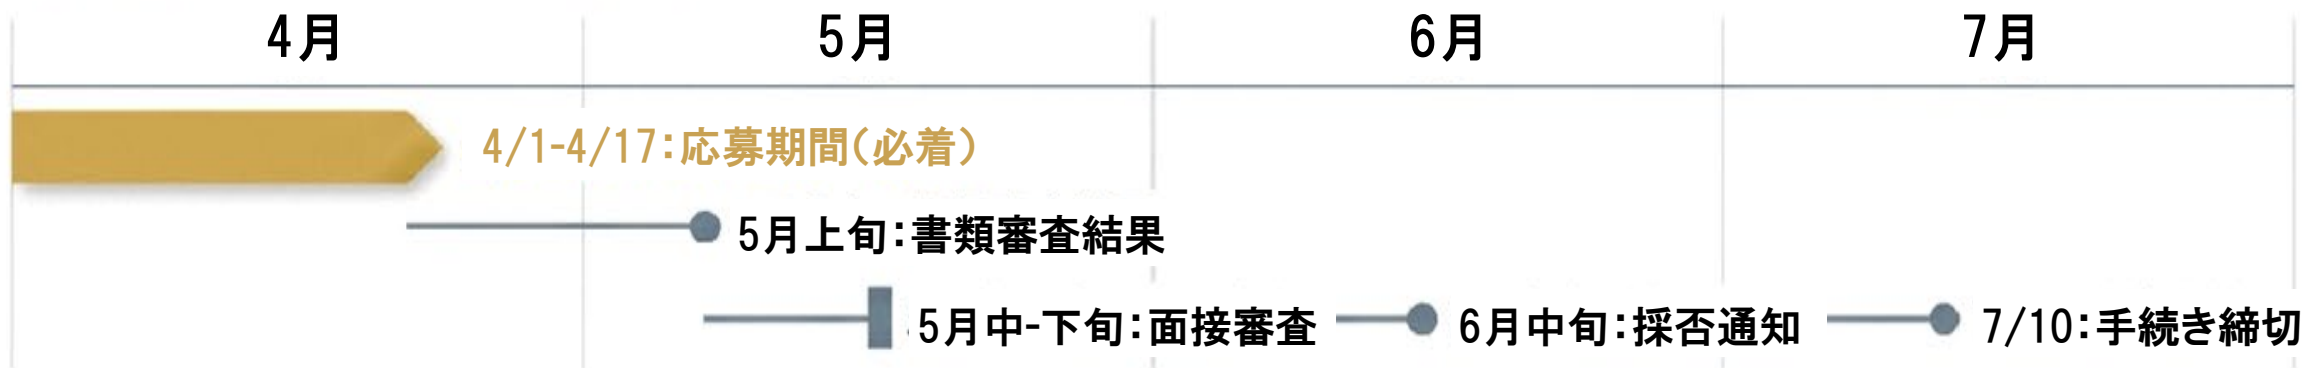 4月 5月 6月 7月
4/1-4/17：応募期間（必着）
5月上旬：書類審査結果
5月中-下旬：面接審査 6月中旬：採否通知 7/10：手続き締切